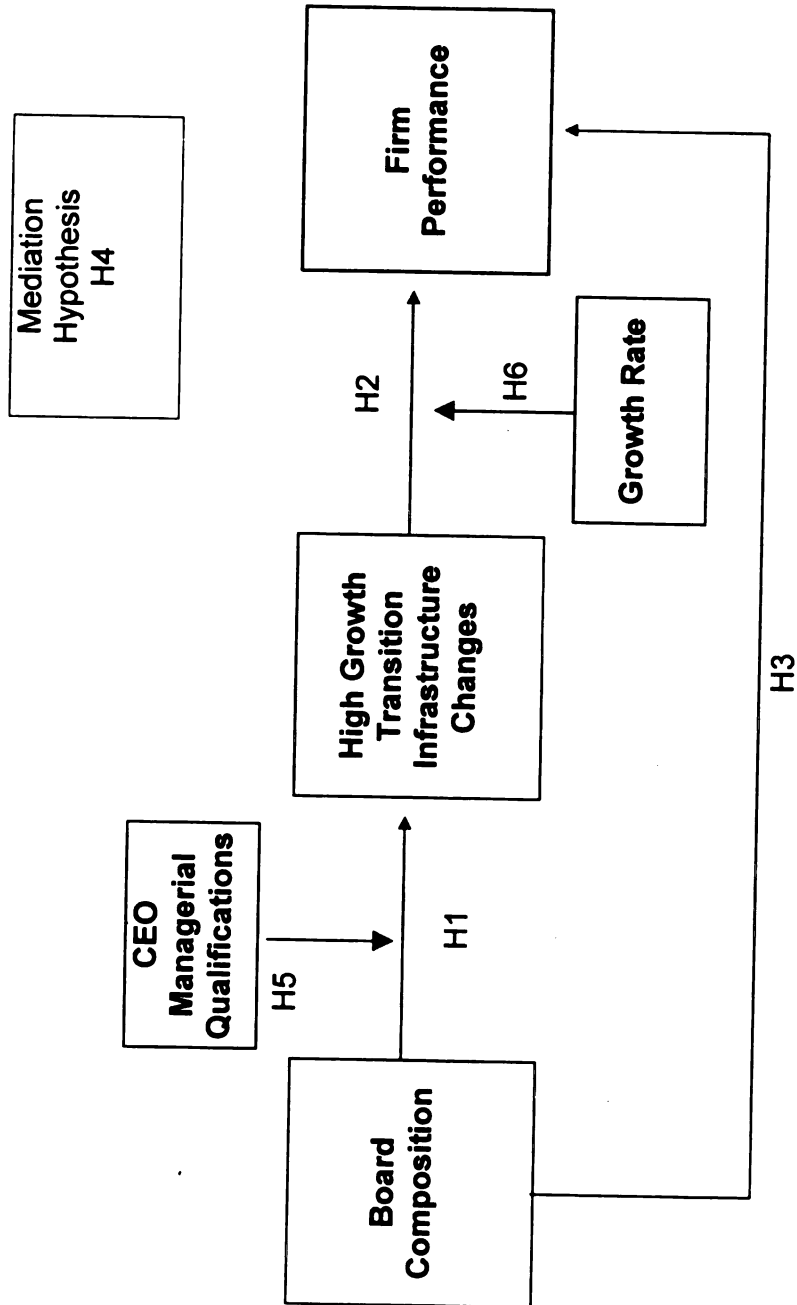 Mediation
Hypothesis
H4
CEO
Managerial
Qualifications
H5
Board
Composition
H1
High Growth
Transition
Infrastructure
Changes
H2
Firm
Performance
H6
Growth Rate
H3